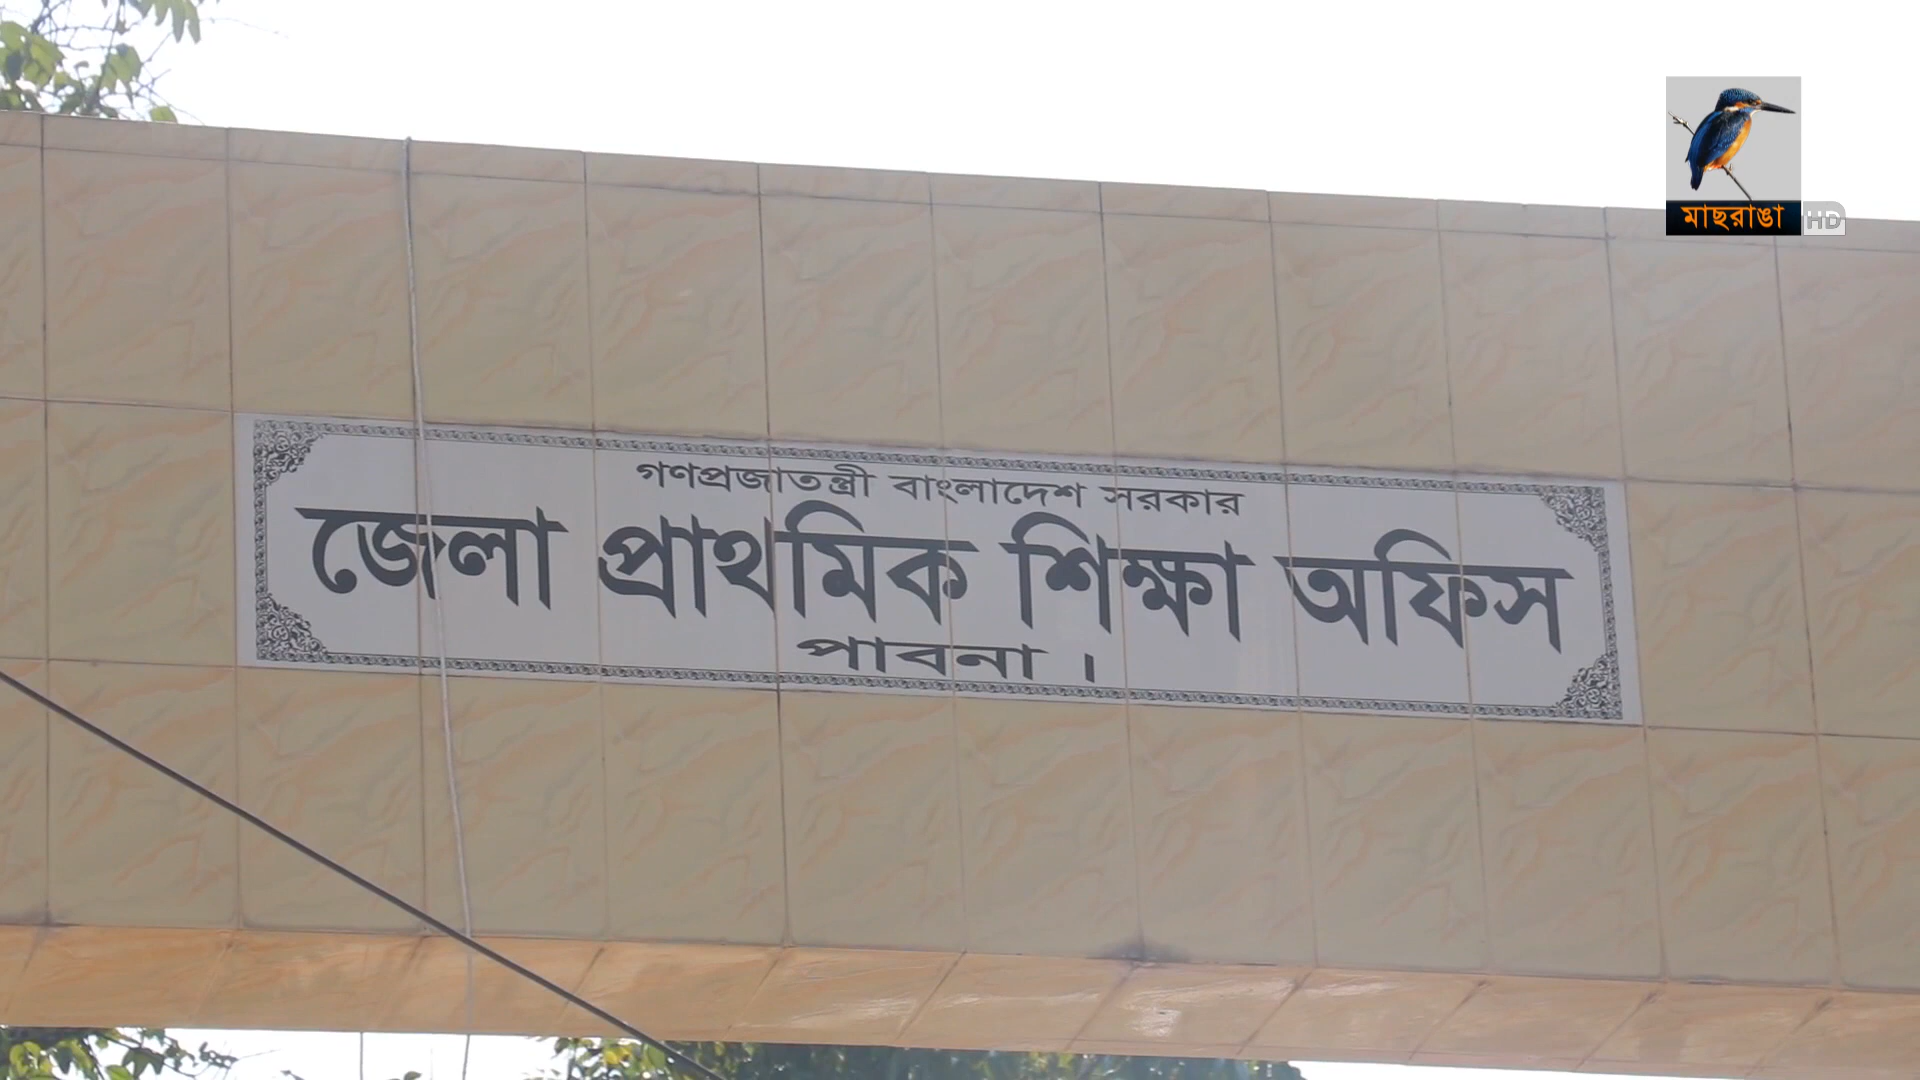 মাছরাঙা HD
গণপ্রজাতন্ত্রী বাংলাদেশ সরকার
জেলা প্রাথমিক শিক্ষা অফিস
পাবনা ।